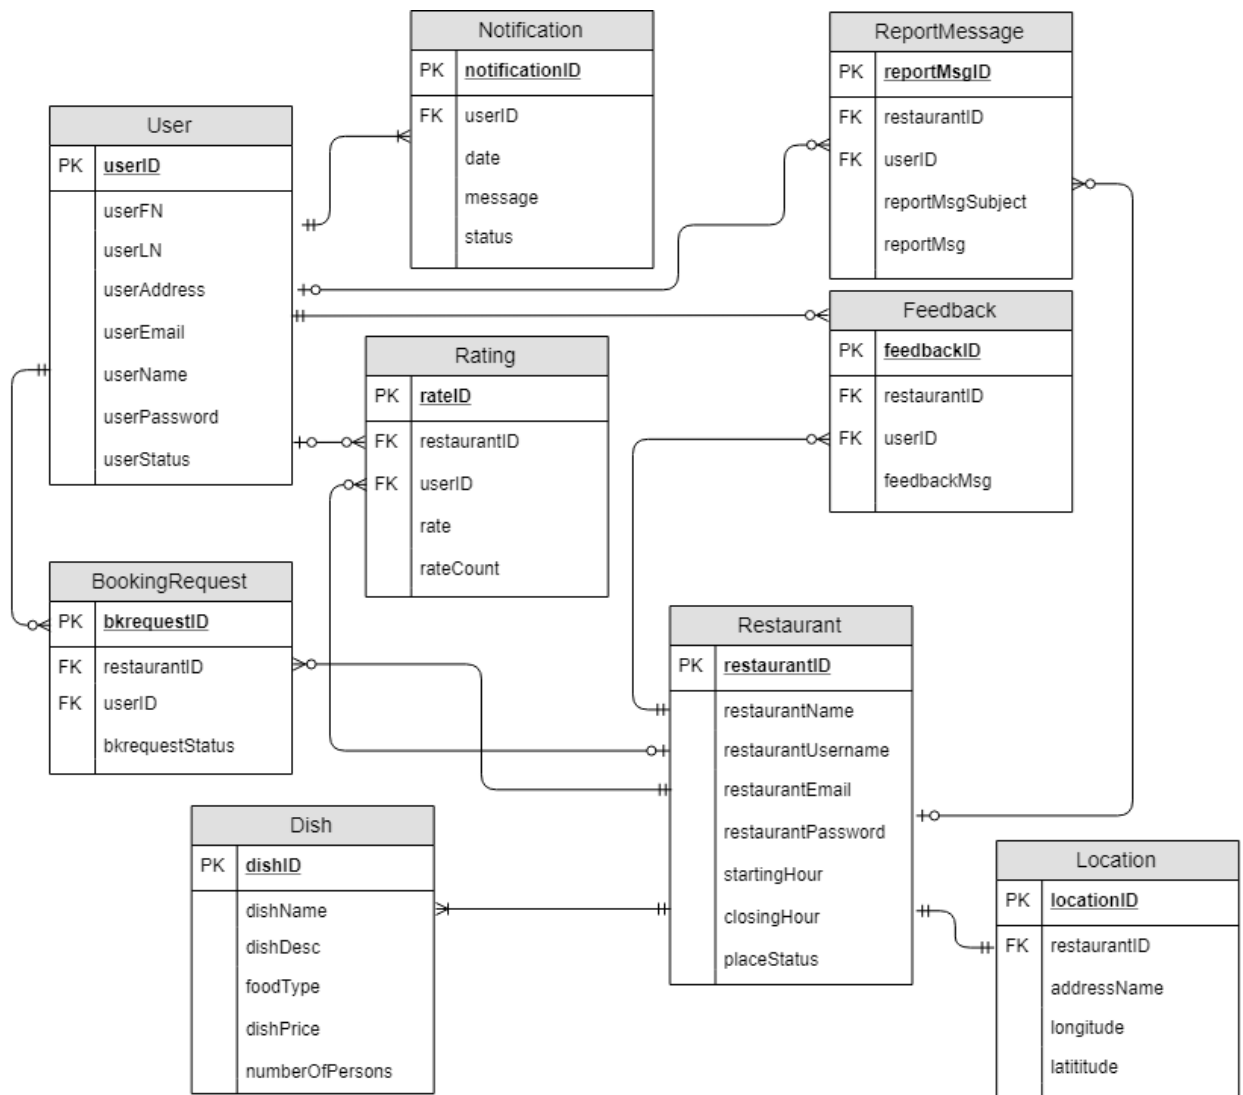 Notification
PK notificationID
FK userID
date
message
status
ReportMessage
PK reportMsgID
FK restaurantID
FK userID
reportMsgSubject
reportMsg
User
PK userID
userFN
userLN
userAddress
userEmail
userName
userPassword
userStatus
Feedback
PK feedbackID
FK restaurantID
FK userID
feedbackMsg
Rating
PK rateID
FK restaurantID
FK userID
rate
rateCount
BookingRequest
PK bkrequestID
FK restaurantID
FK userID
bkrequestStatus
Restaurant
PK restaurantID
restaurantName
restaurantUsername
restaurantEmail
restaurantPassword
startingHour
closingHour
placeStatus
Dish
PK dishID
dishName
dishDesc
foodType
dishPrice
numberOfPersons
Location
PK locationID
FK restaurantID
addressName
longitude
latititude